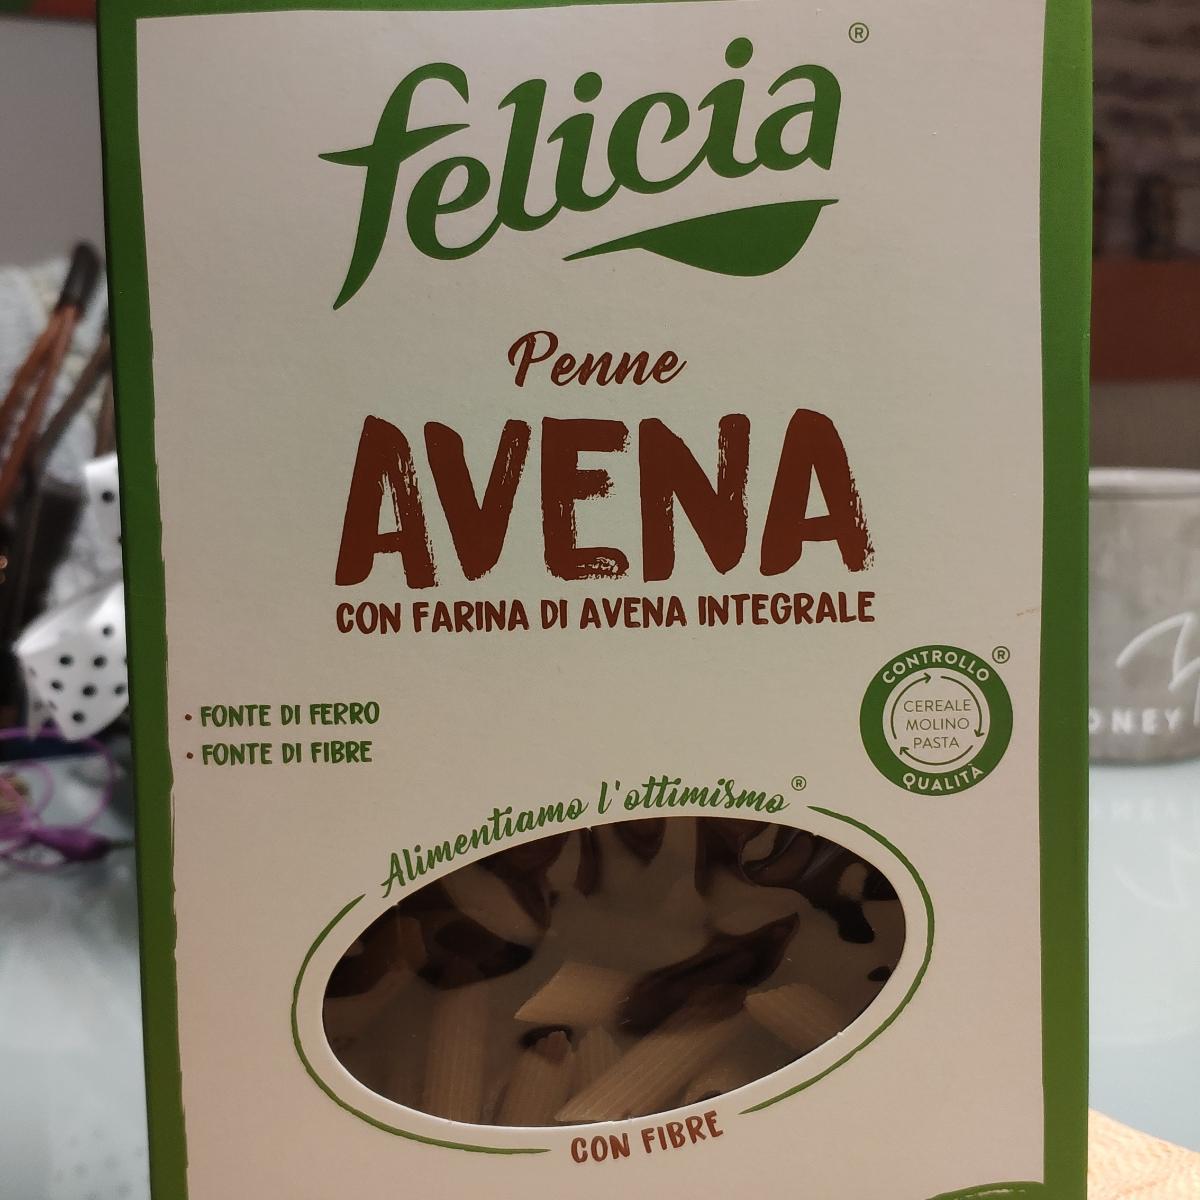 felicia®
Penne
AVENA
CON FARINA DI AVENA INTEGRALE
• FONTE DI FERRO
• FONTE DI FIBRE
CONTROLLO ®
CEREALE
MOLINO
PASTA
QUALITÀ
Alimentiamo l'ottimismo®
CON FIBRE